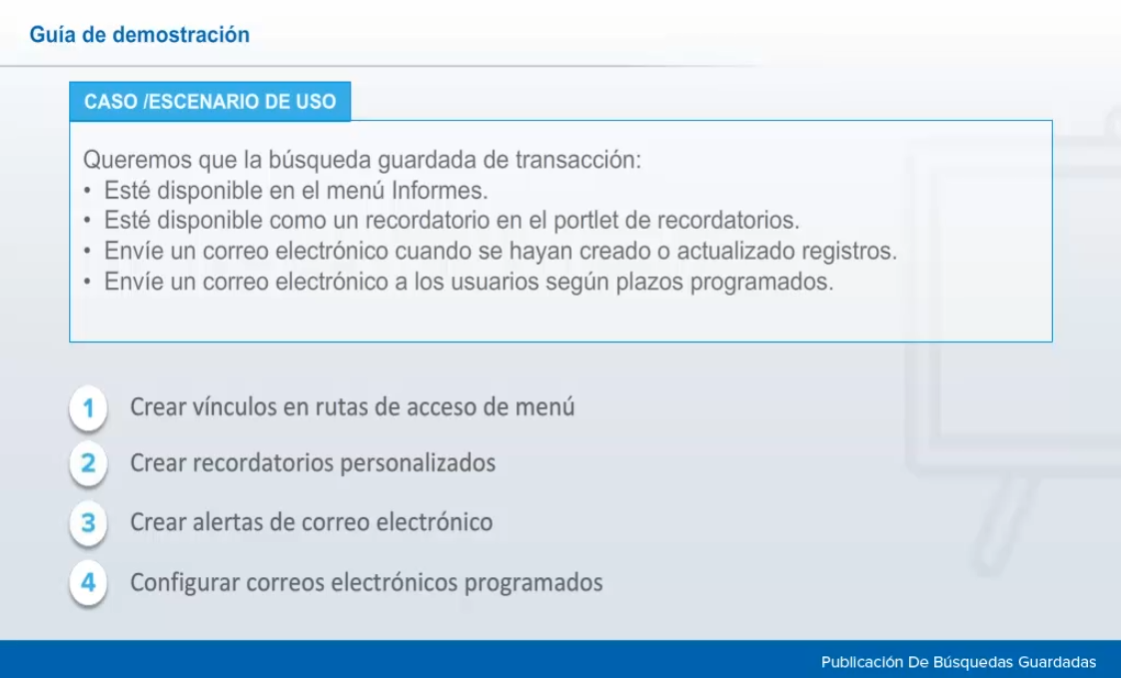 Guía de demostración
CASO /ESCENARIO DE USO
Queremos que la búsqueda guardada de transacción:
• Esté disponible en el menú Informes.
• Esté disponible como un recordatorio en el portlet de recordatorios.
• Envíe un correo electrónico cuando se hayan creado o actualizado registros.
• Envíe un correo electrónico a los usuarios según plazos programados.
1 Crear vínculos en rutas de acceso de menú
2 Crear recordatorios personalizados
3 Crear alertas de correo electrónico
4 Configurar correos electrónicos programados
Publicación De Búsquedas Guardadas